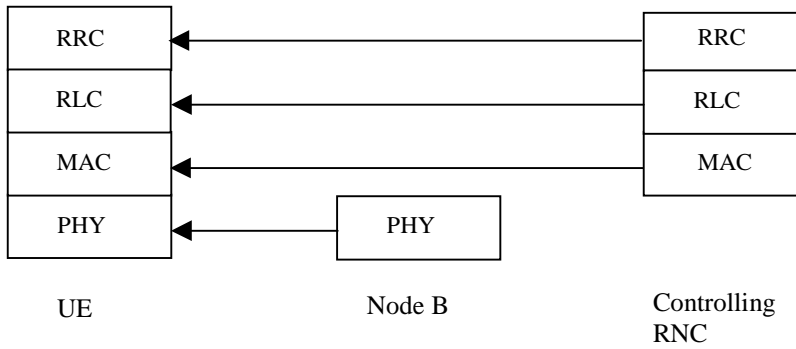 RRC
RRC
RLC
RLC
MAC
MAC
PHY
PHY
UE
Node B
Controlling
RNC